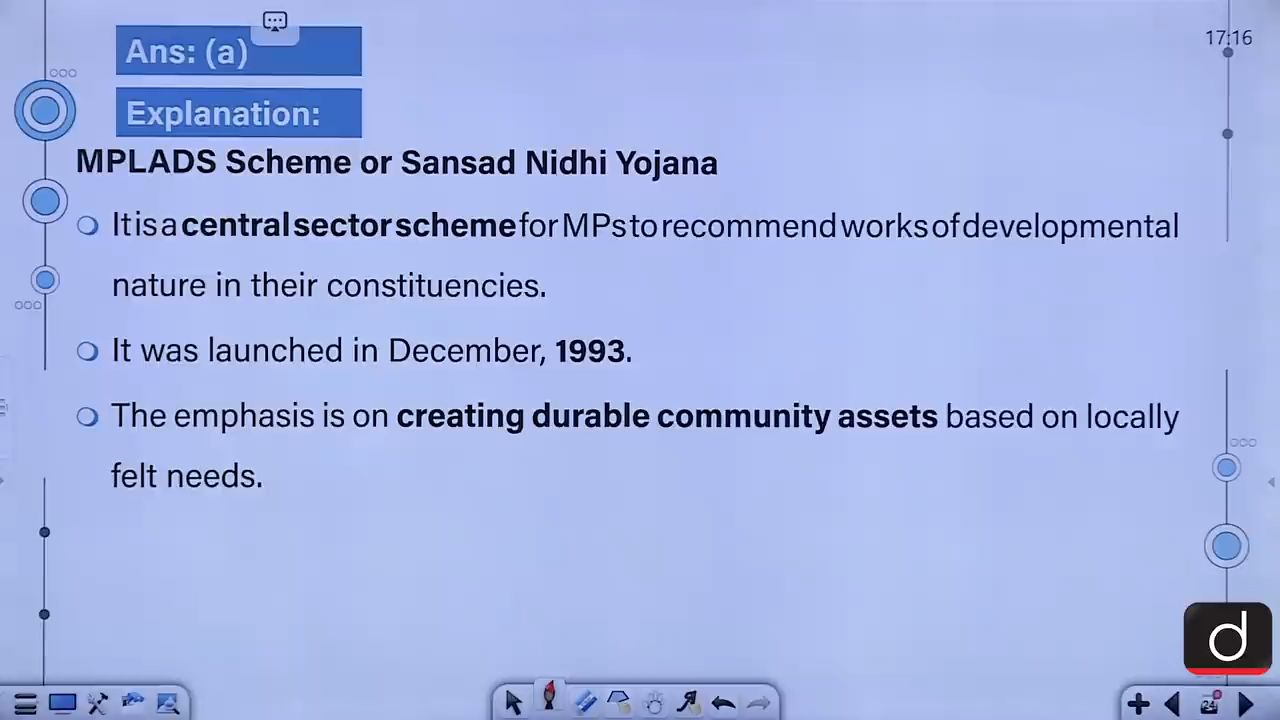 17:16
Ans: (a)
Explanation:
MPLADS Scheme or Sansad Nidhi Yojana
It is a central sector scheme for MPs to recommend works of developmental
nature in their constituencies.
It was launched in December, 1993.
The emphasis is on creating durable community assets based on locally
felt needs.
d
24